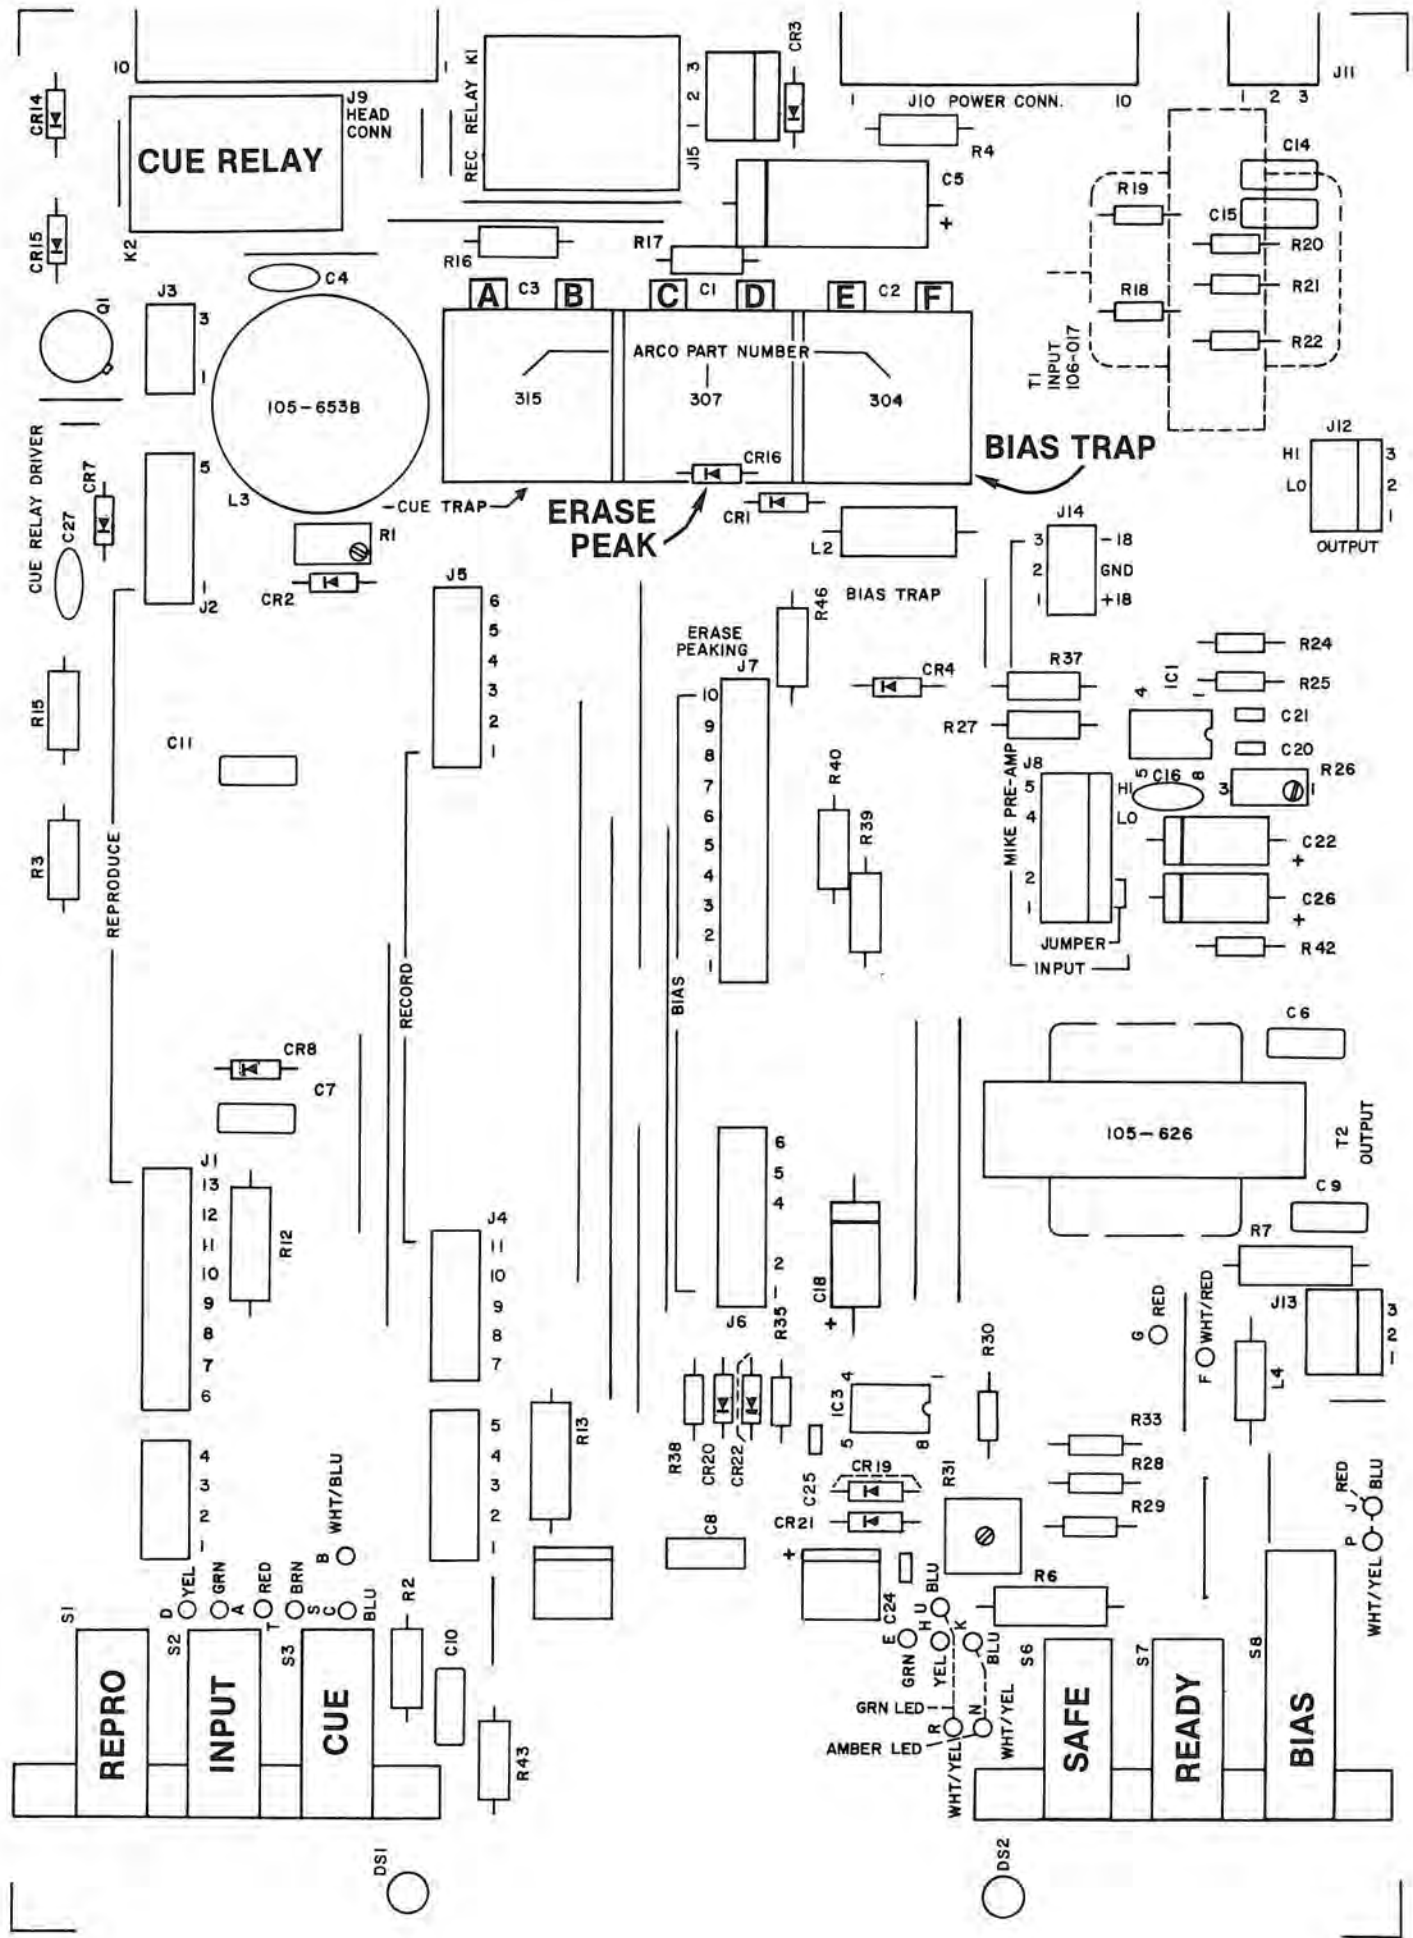 10
1
J9
HEAD
CONN
CR14
CUE RELAY
K2
CR15
REC RELAY K1
3
2
1
J15
CR3
1
J10 POWER CONN.
10
R4
C5
+
J11
1 2 3
C14
C15
R19
R20
R21
R18
R22
T1
INPUT
106-017
R16
R17
C4
A
C3
B
C
C1
D
E
C2
F
ARCO PART NUMBER
315
307
304
Q1
J3
3
1
105-653B
L3
CUE TRAP
CR16
ERASE
PEAK
CR1
BIAS TRAP
J12
HI
LO
3
2
1
OUTPUT
CUE RELAY DRIVER
CR7
C27
5
1
J2
R1
CR2
L2
BIAS TRAP
J14
3
2
1
-18
GND
+18
J5
6
5
4
3
2
1
R46
ERASE
PEAKING
J7
10
9
8
7
6
5
4
3
2
1
CR4
R37
R27
R24
R25
IC1
4
1
5
8
C21
C20
C16
R26
3
1
R15
C11
R3
REPRODUCE
R40
R39
MIKE PRE-AMP
J8
5
4
2
1
HI
LO
C22
+
C26
+
R42
JUMPER
INPUT
RECORD
BIAS
CR8
C7
C6
105-626
T2
OUTPUT
C9
R7
J1
13
12
11
10
9
8
7
6
R12
J4
11
10
9
8
7
6
5
4
2
1
J6
R35
C18
+
G
RED
F
WHT/RED
J13
3
2
1
L4
R30
4
3
2
1
B
WHT/BLU
5
4
3
2
1
R13
R38
CR20
CR22
IC3
4
1
5
8
C25
CR19
CR21
R31
R33
R28
R29
C8
+
C24
R6
RED
J
BLU
P
WHT/YEL
D
YEL
A
GRN
T
RED
S
BRN
C
BLU
R2
C10
R43
U
BLU
E
GRN
H
YEL
K
BLU
GRN LED
AMBER LED
R
WHT/YEL
N
WHT/YEL
S1
REPRO
S2
INPUT
S3
CUE
S6
SAFE
S7
READY
S8
BIAS
DS1
DS2